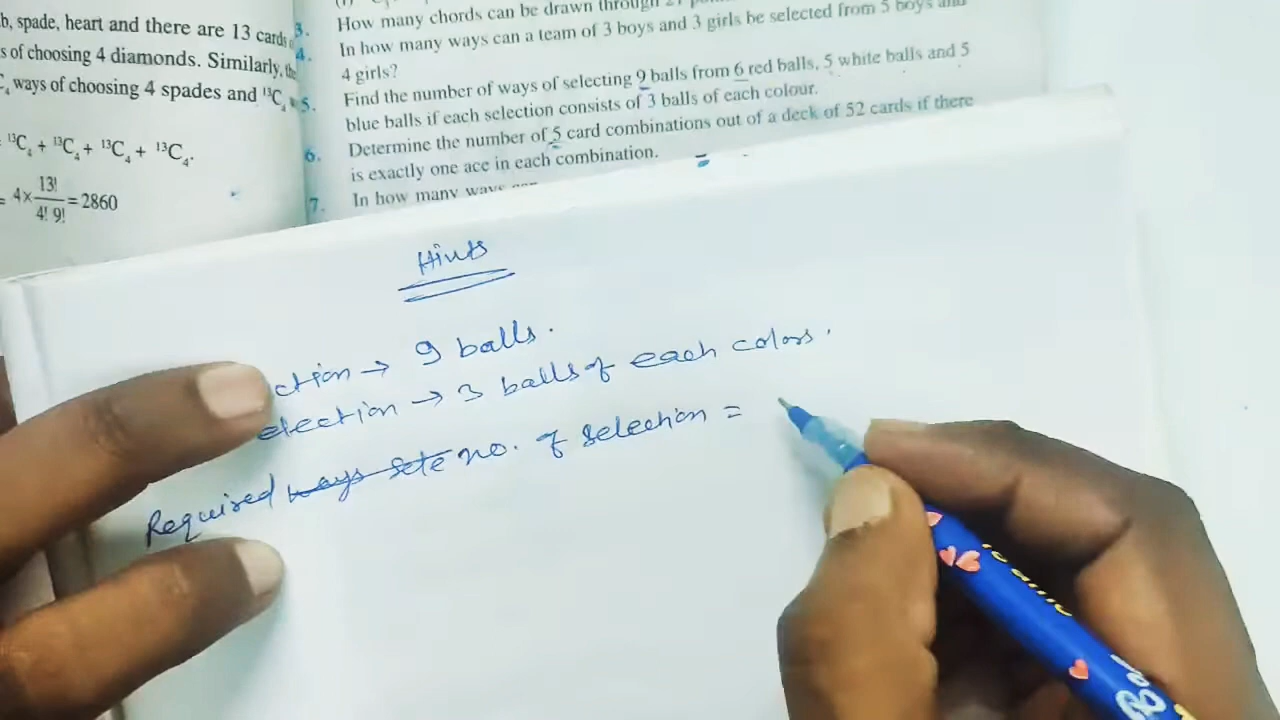 b, spade, heart and there are 13 cards
s of choosing 4 diamonds. Similarly,
ways of choosing 4 spades and ¹³C
¹³C₄ + ¹³C₄ + ¹³C₄ + ¹³C₄.
= 4× 13!/4! 9! = 2860
3. How many chords can be drawn through 21
4. In how many ways can a team of 3 boys and 3 girls be selected from 5 boys and
4 girls?
5. Find the number of ways of selecting 9 balls from 6 red balls, 5 white balls and 5
blue balls if each selection consists of 3 balls of each colour.
6. Determine the number of 5 card combinations out of a deck of 52 cards if there
is exactly one ace in each combination.
7. In how many ways
Hints
ction → 9 balls.
election → 3 balls of each colors.
Required no. of selection =